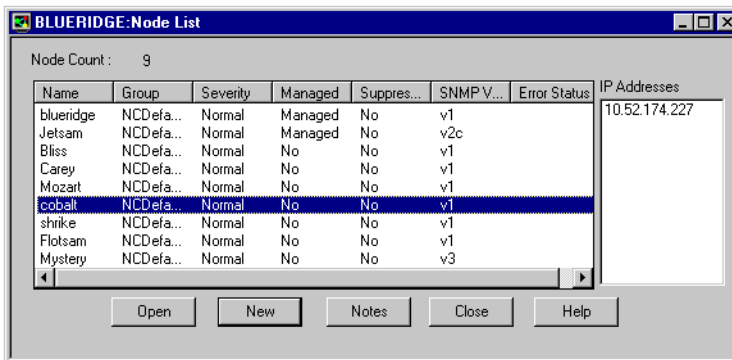 BLUERIDGE:Node List
Node Count : 9
Name Group Severity Managed Suppres... SNMP V... Error Status IP Addresses
blueridge NCDefa... Normal Managed No v1 10.52.174.227
Jetsam NCDefa... Normal Managed No v2c
Bliss NCDefa... Normal No No v1
Carey NCDefa... Normal No No v1
Mozart NCDefa... Normal No No v1
cobalt NCDefa... Normal No No v1
shrike NCDefa... Normal No No v1
Flotsam NCDefa... Normal No No v1
Mystery NCDefa... Normal No No v3
Open New Notes Close Help